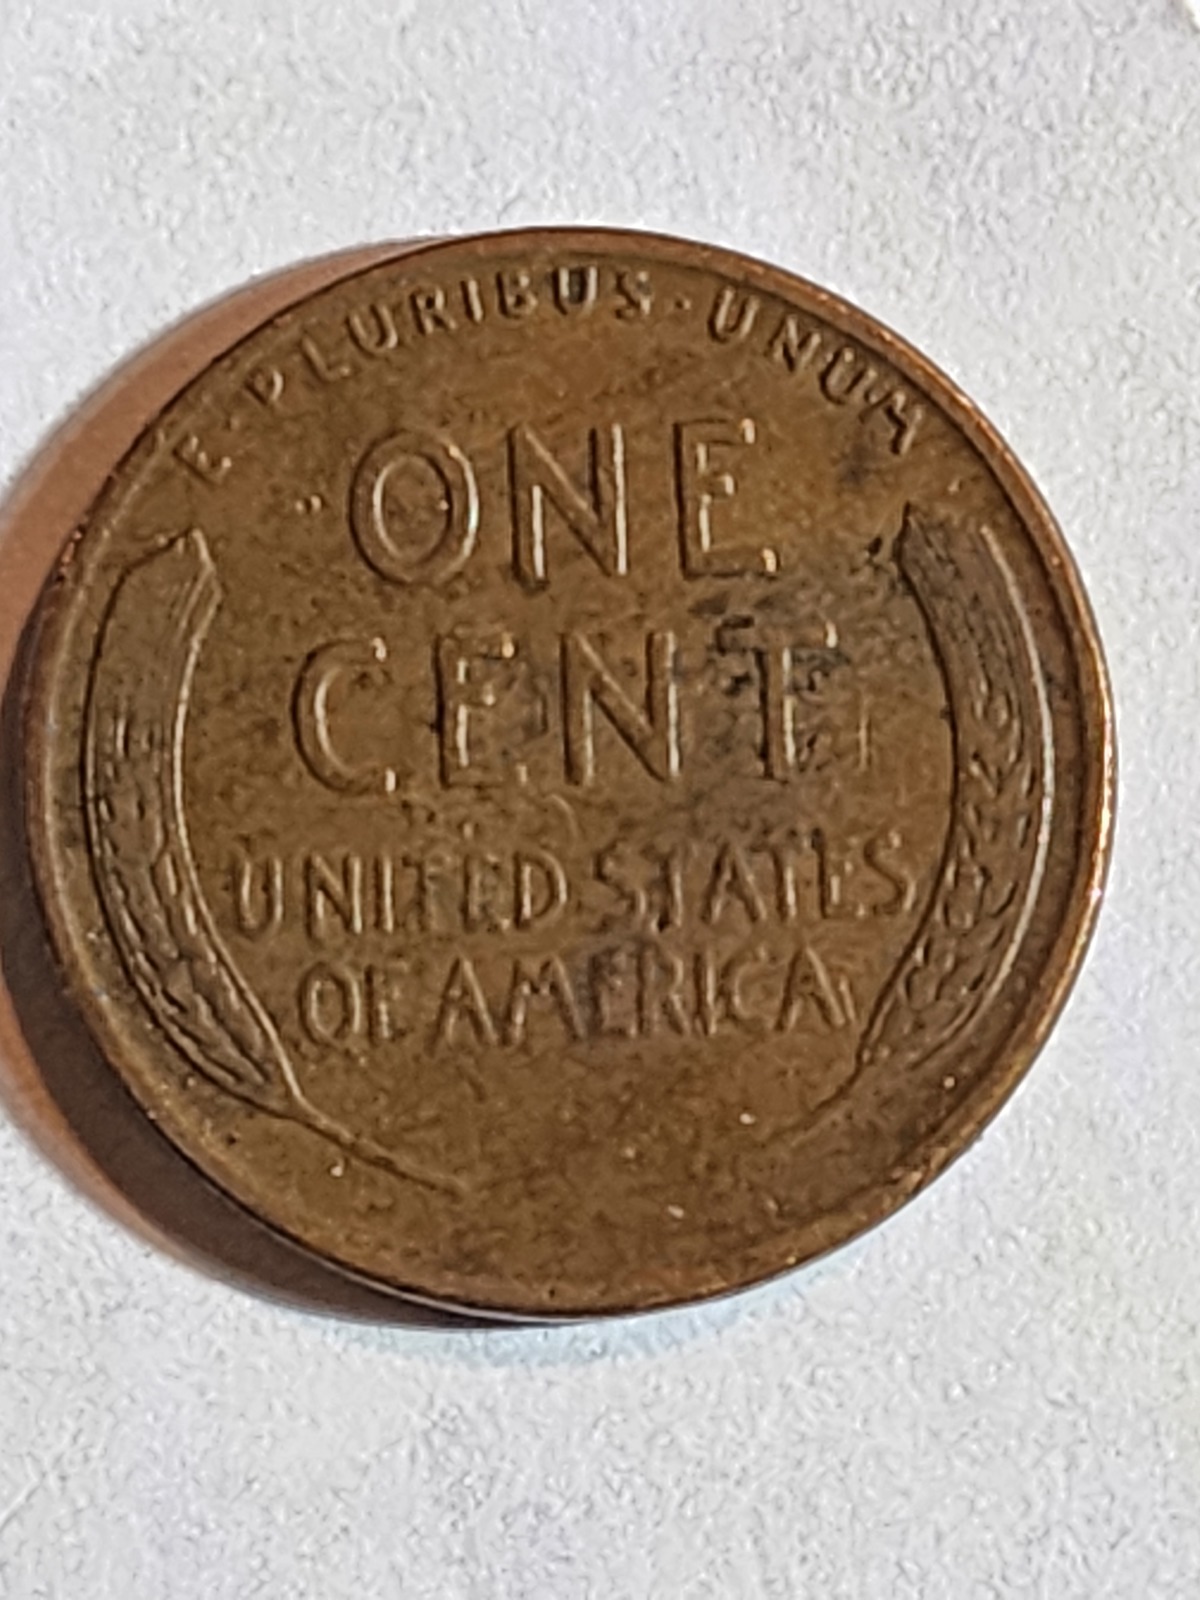 E·PLURIBUS·UNUM
ONE
CENT
UNITED STATES
OF AMERICA